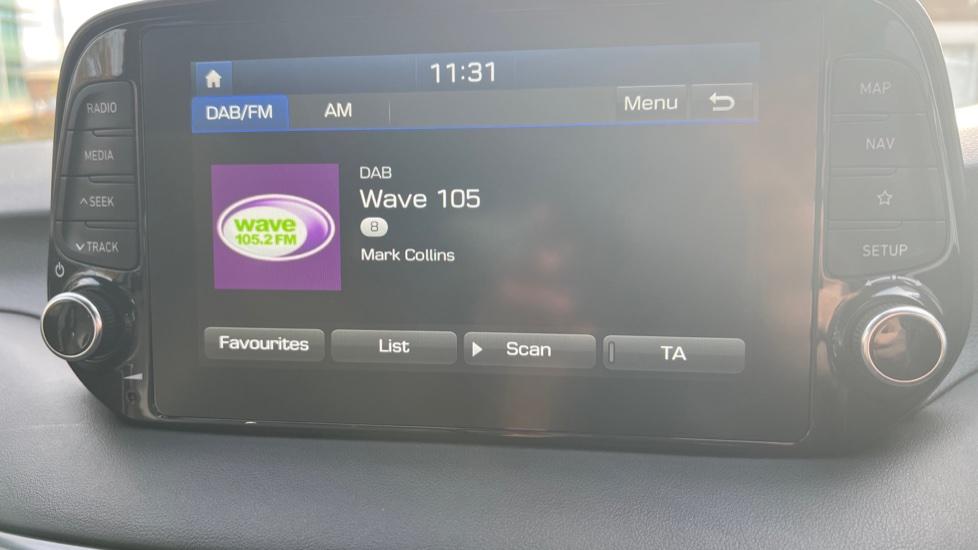 11:31
DAB/FM
AM
Menu
RADIO
MEDIA
SEEK
TRACK
DAB
Wave 105
8
Mark Collins
wave
105.2 FM
Favourites
List
Scan
TA
MAP
NAV
SETUP